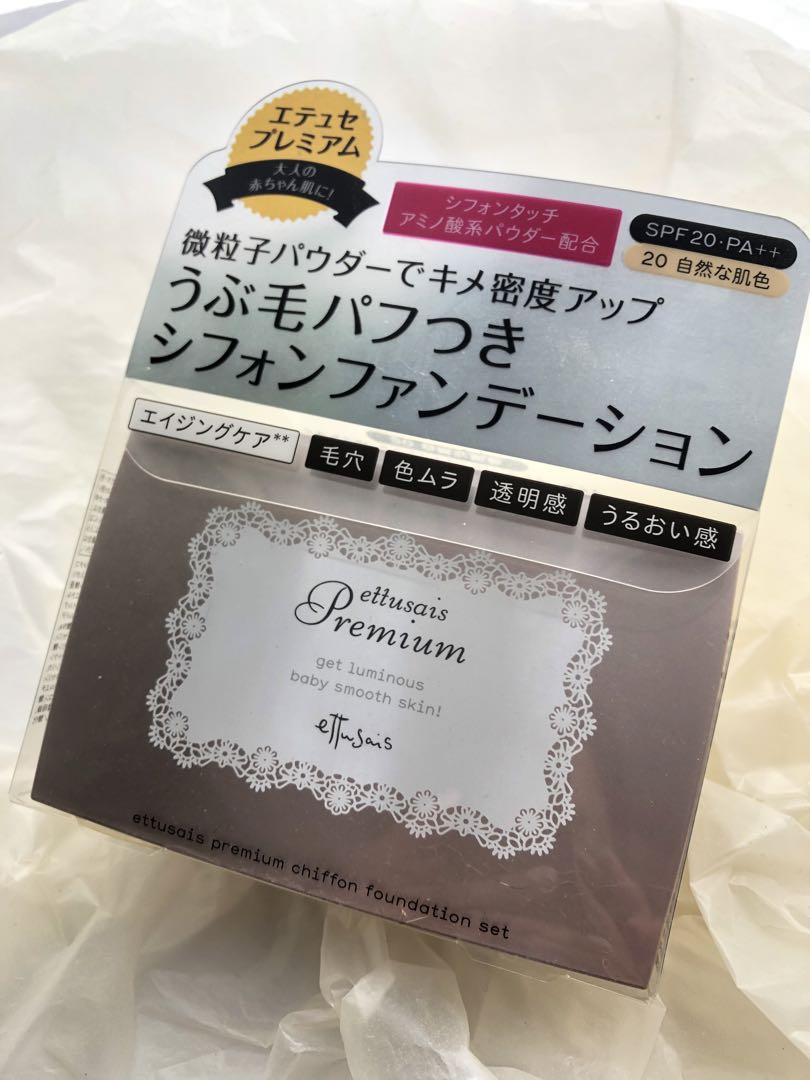 エテュセ
プレミアム
大人の
赤ちゃん肌に!
シフォンタッチ
アミノ酸系パウダー配合
SPF20･PA++
20 自然な肌色
微粒子パウダーでキメ密度アップ
うぶ毛パフつき
シフォンファンデーション
エイジングケア**
毛穴
色ムラ
透明感
うるおい感
ettusais
Premium
get luminous
baby smooth skin!
ettusais
ettusais premium chiffon foundation set